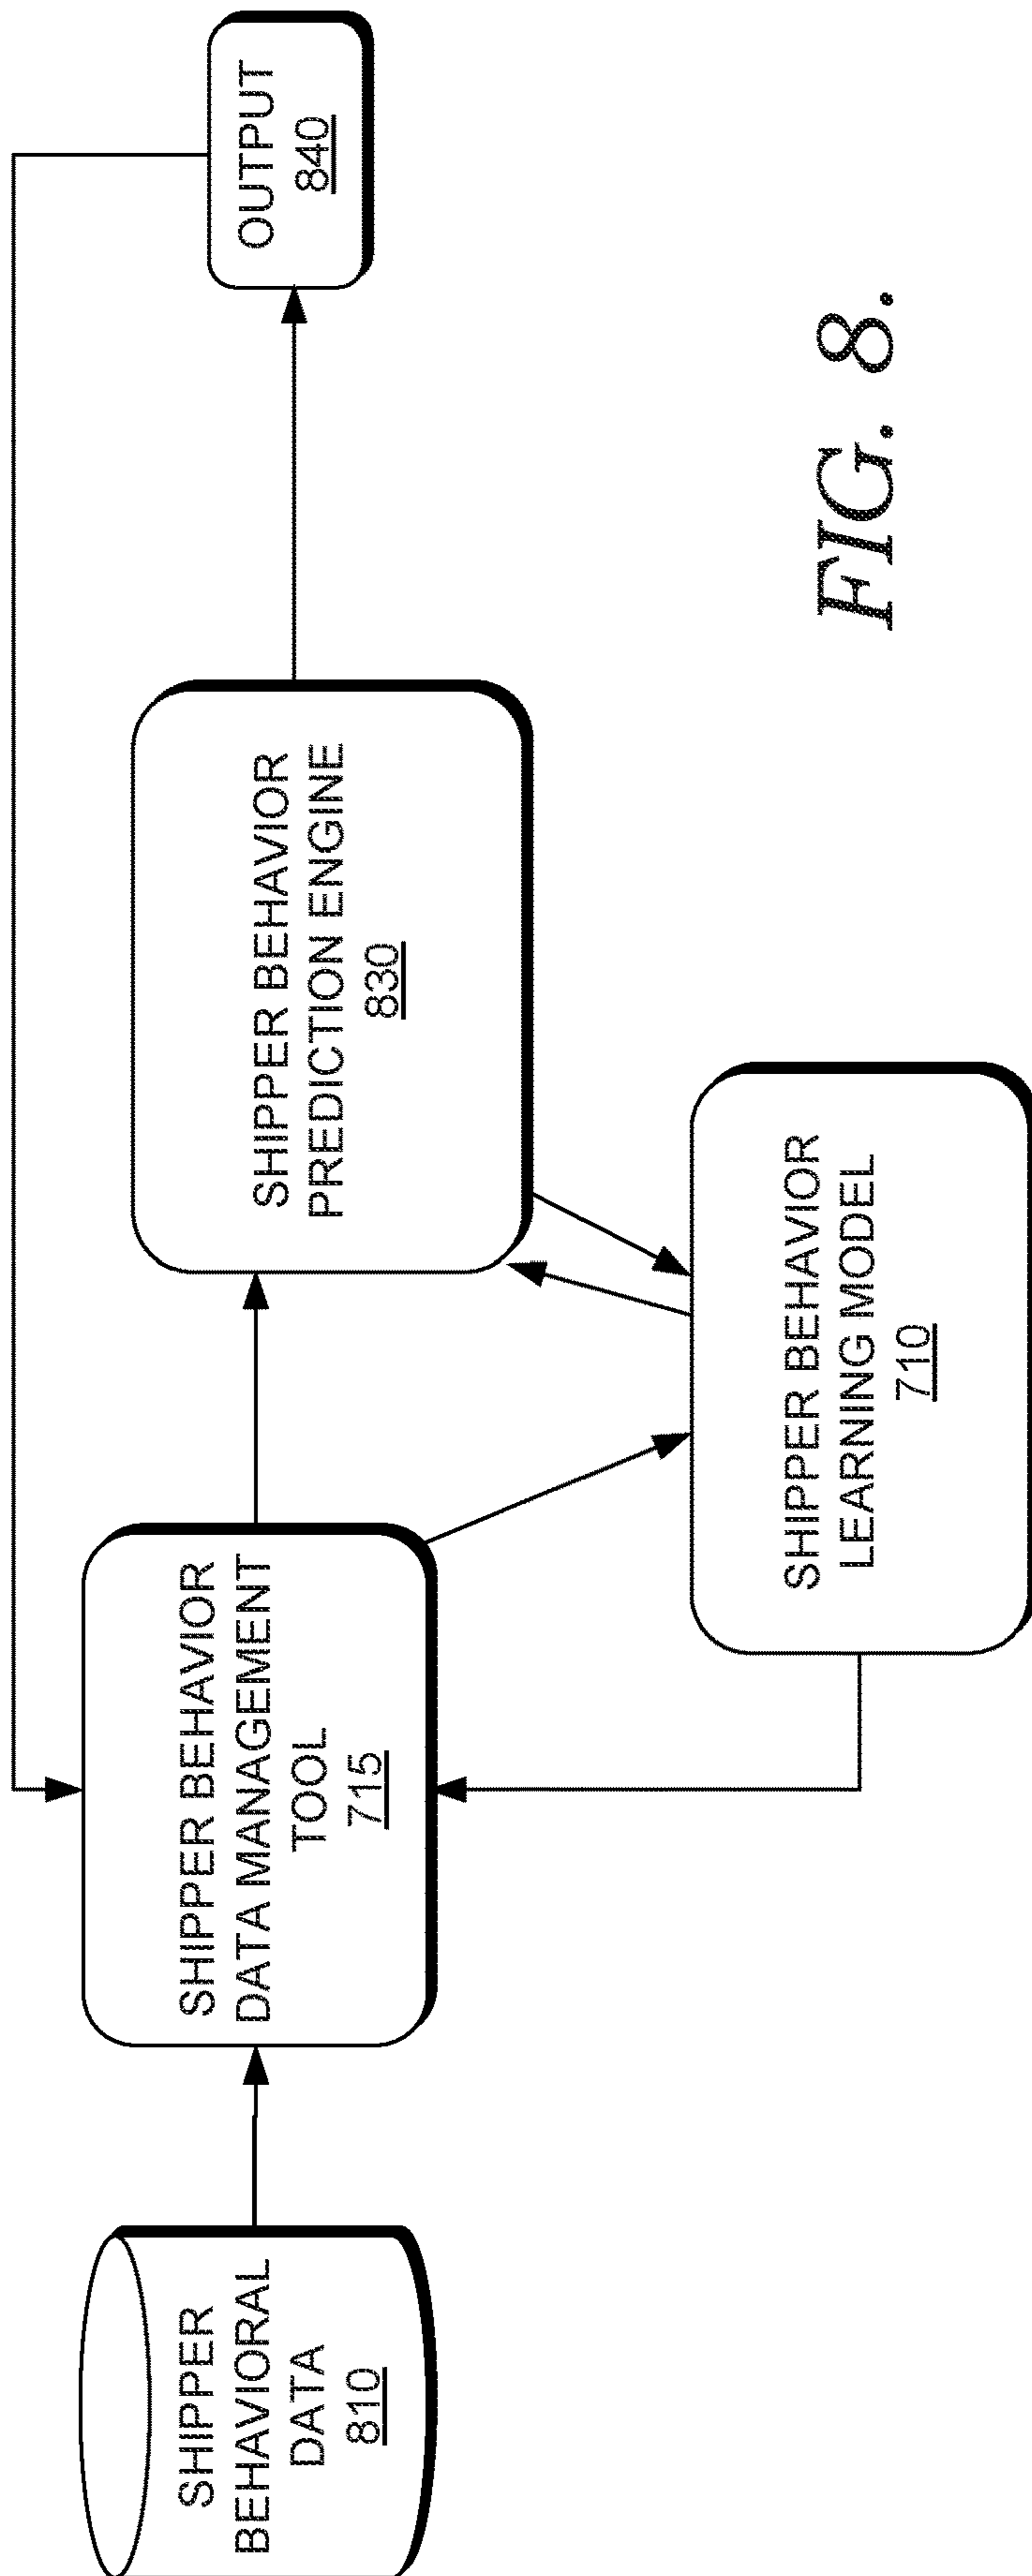 SHIPPER
BEHAVIORAL
DATA
810
SHIPPER BEHAVIOR
DATA MANAGEMENT
TOOL
715
SHIPPER BEHAVIOR
PREDICTION ENGINE
830
OUTPUT
840
SHIPPER BEHAVIOR
LEARNING MODEL
710
FIG. 8.